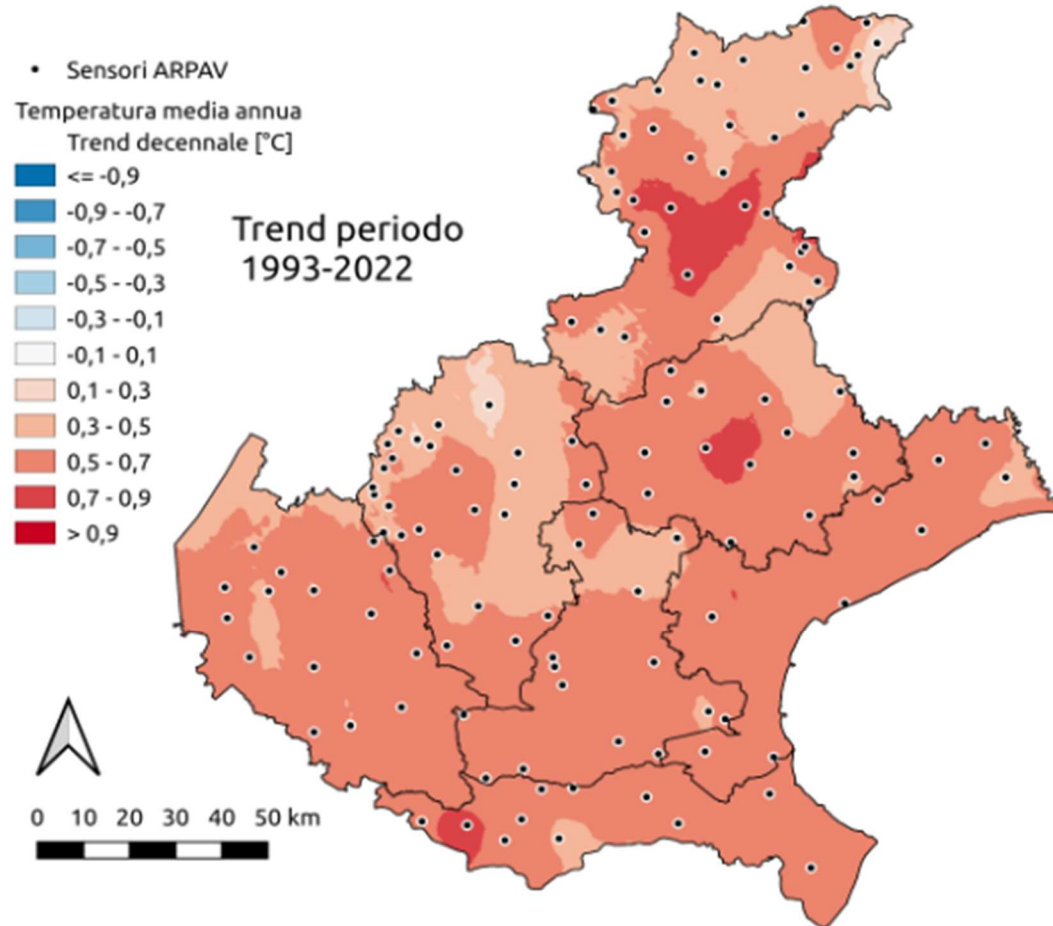 Sensori ARPAV
Temperatura media annua
Trend decennale [°C]
<= -0,9
-0,9 - -0,7
-0,7 - -0,5
-0,5 - -0,3
-0,3 - -0,1
-0,1 - 0,1
0,1 - 0,3
0,3 - 0,5
0,5 - 0,7
0,7 - 0,9
> 0,9
Trend periodo
1993-2022
0 10 20 30 40 50 km